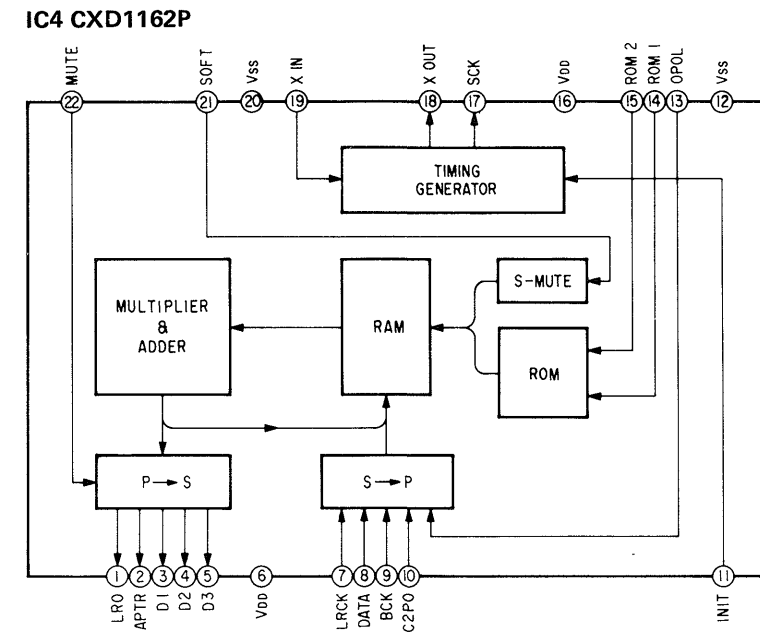 IC4 CXD1162P
MUTE
SOFT
Vss
X IN
X OUT
SCK
VDD
ROM 2
ROM 1
OPOL
Vss
22
21
20
19
18
17
16
15
14
13
12
TIMING
GENERATOR
S-MUTE
MULTIPLIER
&
ADDER
RAM
ROM
P → S
S → P
1
2
3
4
5
6
7
8
9
10
11
LRO
APTR
D1
D2
D3
VDD
LRCK
DATA
BCK
C2PO
INIT